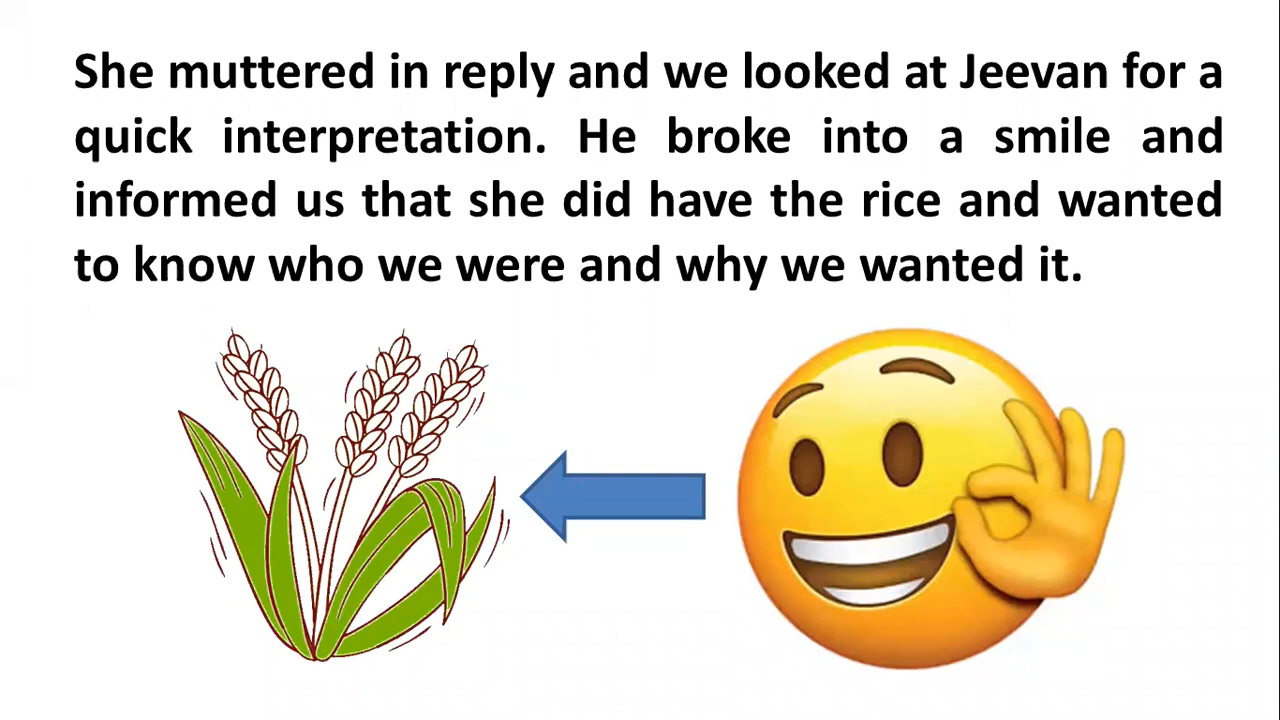 She muttered in reply and we looked at Jeevan for a
quick interpretation. He broke into a smile and
informed us that she did have the rice and wanted
to know who we were and why we wanted it.